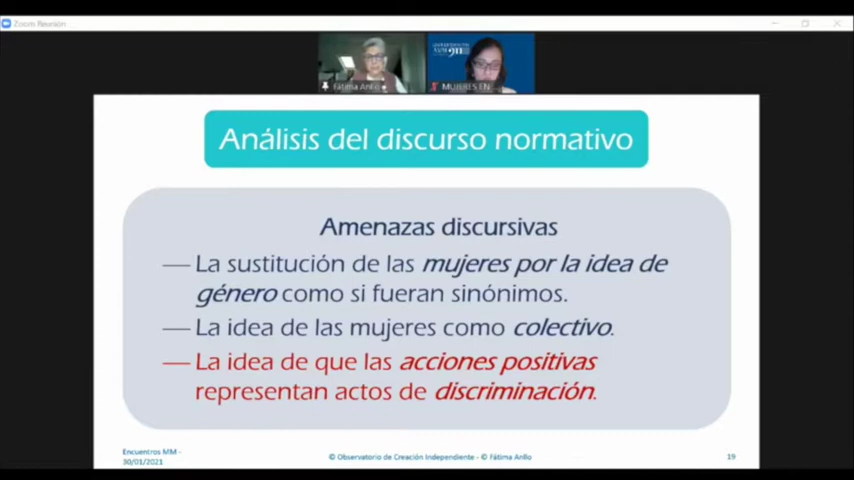 Zoom Reunión
Fátima Anllo
MUJERES EN
Análisis del discurso normativo
Amenazas discursivas
— La sustitución de las mujeres por la idea de
género como si fueran sinónimos.
— La idea de las mujeres como colectivo.
— La idea de que las acciones positivas
representan actos de discriminación.
Encuentros MM -
30/01/2021
© Observatorio de Creación Independiente - © Fátima Anllo
19